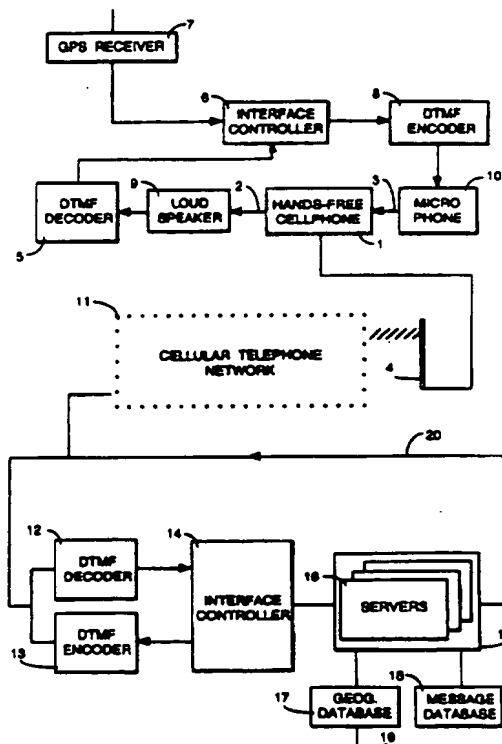 7
GPS RECEIVER
6
INTERFACE
CONTROLLER
8
DTMF
ENCODER
DTMF
DECODER
5
9
LOUD
SPEAKER
2
HANDS-FREE
CELLPHONE
1
3
10
MICRO
PHONE
11
CELLULAR TELEPHONE
NETWORK
4
20
12
DTMF
DECODER
14
INTERFACE
CONTROLLER
16
SERVERS
DTMF
ENCODER
13
17
GEOG.
DATABASE
18
MESSAGE
DATABASE
19